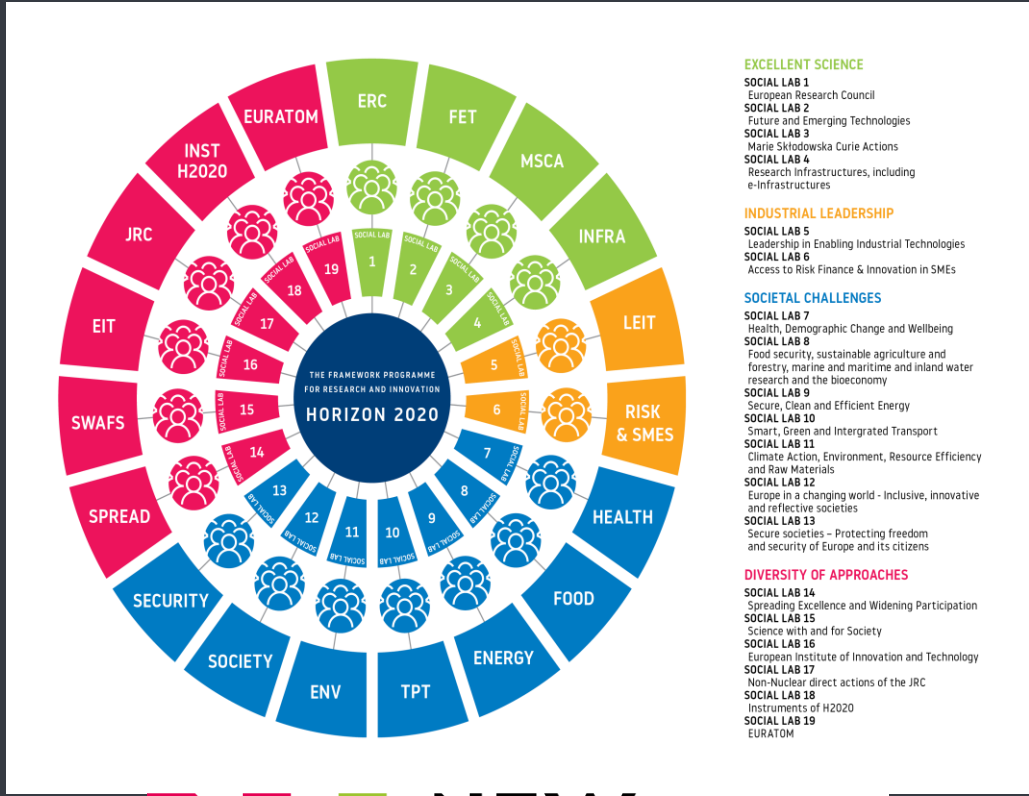 ERC
FET
MSCA
INFRA
LEIT
RISK
& SMES
HEALTH
FOOD
ENERGY
TPT
ENV
SOCIETY
SECURITY
SPREAD
SWAFS
EIT
JRC
INST
H2020
EURATOM
SOCIAL LAB
1
SOCIAL LAB
2
SOCIAL LAB
3
SOCIAL LAB
4
SOCIAL LAB
5
SOCIAL LAB
6
SOCIAL LAB
7
SOCIAL LAB
8
SOCIAL LAB
9
SOCIAL LAB
10
SOCIAL LAB
11
SOCIAL LAB
12
SOCIAL LAB
13
SOCIAL LAB
14
SOCIAL LAB
15
SOCIAL LAB
16
SOCIAL LAB
17
SOCIAL LAB
18
SOCIAL LAB
19
THE FRAMEWORK PROGRAMME
FOR RESEARCH AND INNOVATION
HORIZON 2020
EXCELLENT SCIENCE
SOCIAL LAB 1
European Research Council
SOCIAL LAB 2
Future and Emerging Technologies
SOCIAL LAB 3
Marie Skłodowska Curie Actions
SOCIAL LAB 4
Research Infrastructures, including
e-Infrastructures
INDUSTRIAL LEADERSHIP
SOCIAL LAB 5
Leadership in Enabling Industrial Technologies
SOCIAL LAB 6
Access to Risk Finance & Innovation in SMEs
SOCIETAL CHALLENGES
SOCIAL LAB 7
Health, Demographic Change and Wellbeing
SOCIAL LAB 8
Food security, sustainable agriculture and
forestry, marine and maritime and inland water
research and the bioeconomy
SOCIAL LAB 9
Secure, Clean and Efficient Energy
SOCIAL LAB 10
Smart, Green and Intergrated Transport
SOCIAL LAB 11
Climate Action, Environment, Resource Efficiency
and Raw Materials
SOCIAL LAB 12
Europe in a changing world - Inclusive, innovative
and reflective societies
SOCIAL LAB 13
Secure societies – Protecting freedom
and security of Europe and its citizens
DIVERSITY OF APPROACHES
SOCIAL LAB 14
Spreading Excellence and Widening Participation
SOCIAL LAB 15
Science with and for Society
SOCIAL LAB 16
European Institute of Innovation and Technology
SOCIAL LAB 17
Non-Nuclear direct actions of the JRC
SOCIAL LAB 18
Instruments of H2020
SOCIAL LAB 19
EURATOM